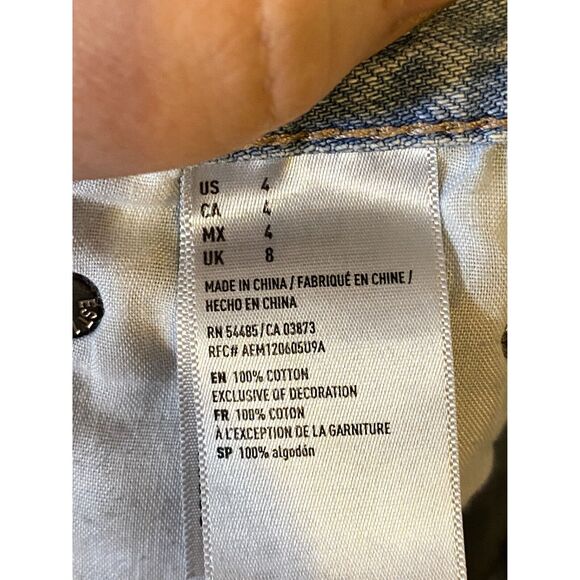 US 4
CA 4
MX 4
UK 8
MADE IN CHINA / FABRIQUÉ EN CHINE /
HECHO EN CHINA
RN 54485/CA 03873
RFC# AEM120605U9A
EN 100% COTTON
EXCLUSIVE OF DECORATION
FR 100% COTON
À L'EXCEPTION DE LA GARNITURE
SP 100% algodón
EST